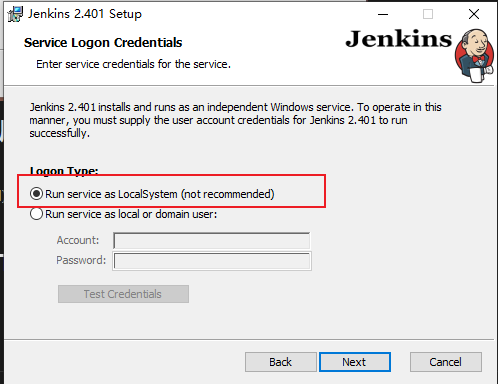 Jenkins 2.401 Setup
Service Logon Credentials
Enter service credentials for the service.
Jenkins
Jenkins 2.401 installs and runs as an independent Windows service. To operate in this
manner, you must supply the user account credentials for Jenkins 2.401 to run
successfully.
Logon Type:
Run service as LocalSystem (not recommended)
Run service as local or domain user:
Account:
Password:
Test Credentials
Back
Next
Cancel